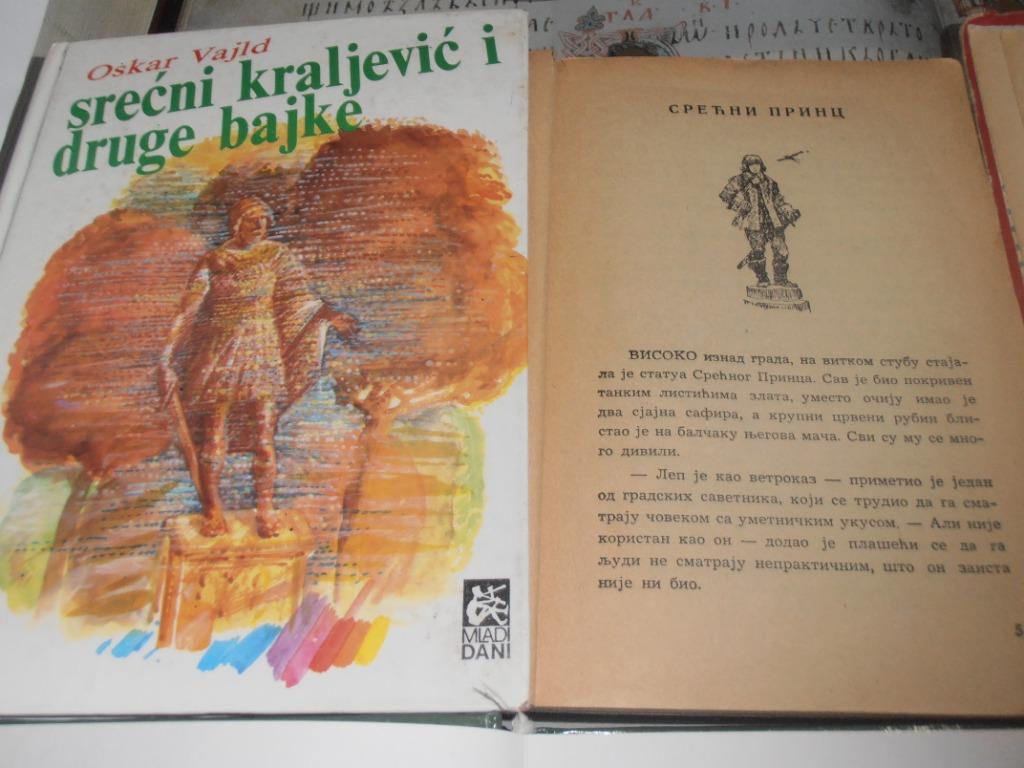 Oskar Vajld
srećni kraljević i
druge bajke
MLADI
DANI
СРЕЋНИ ПРИНЦ
ВИСОКО изнад града, на витком стубу стаја-
ла је статуа Срећног Принца. Сав је био покривен
танким листићима злата, уместо очију имао је
два сјајна сафира, а крупни црвени рубин бли-
стао је на балчаку његова мача. Сви су му се мно-
го дивили.
— Леп је као ветроказ — приметио је један
од градских саветника, који се трудио да га сма-
трају човеком са уметничким укусом, — Али није
користан као он — додао је плашећи се да га
људи не сматрају непрактичним, што он заиста
није ни био.
5